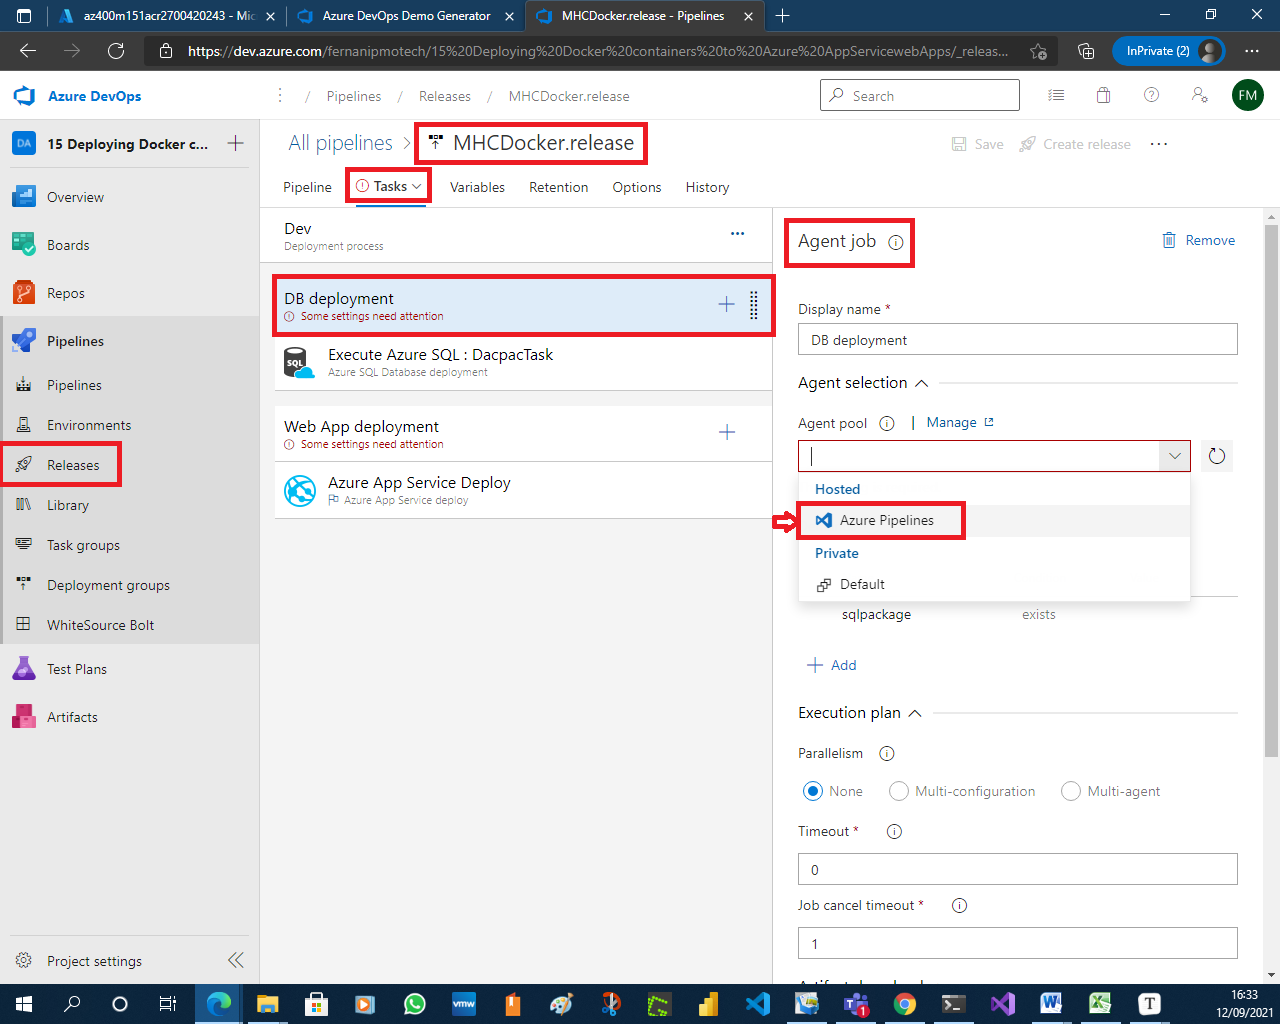 az400m151acr2700420243 - Mic
Azure DevOps Demo Generator
MHCDocker.release - Pipelines
https://dev.azure.com/fernanipmotech/15%20Deploying%20Docker%20containers%20to%20Azure%20AppServicewebApps/_releas...
InPrivate (2)
Azure DevOps
/ Pipelines / Releases / MHCDocker.release
Search
FM
DA
15 Deploying Docker c...
All pipelines > MHCDocker.release
Save
Create release
Pipeline
Tasks
Variables
Retention
Options
History
Overview
Boards
Repos
Pipelines
Pipelines
Environments
Releases
Library
Task groups
Deployment groups
WhiteSource Bolt
Test Plans
Artifacts
Project settings
Dev
Deployment process
DB deployment
Some settings need attention
SQL
Execute Azure SQL : DacpacTask
Azure SQL Database deployment
Web App deployment
Some settings need attention
Azure App Service Deploy
Azure App Service deploy
Agent job
Remove
Display name *
DB deployment
Agent selection
Agent pool | Manage
Hosted
Azure Pipelines
Private
Default
sqlpackage exists
Add
Execution plan
Parallelism
None Multi-configuration Multi-agent
Timeout *
0
Job cancel timeout *
1
vmw
1
T
16:33
12/09/2021